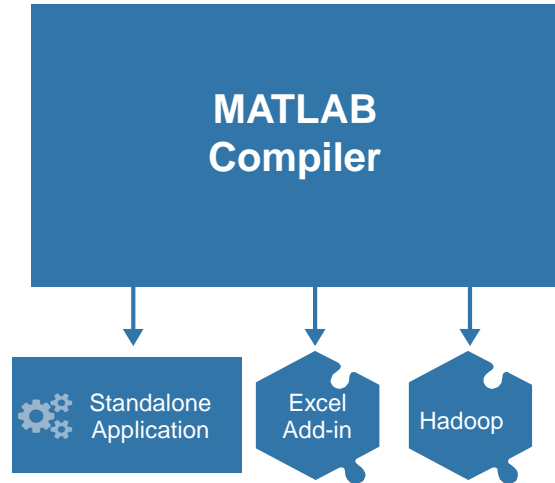 MATLAB
Compiler
Standalone
Application
Excel
Add-in
Hadoop